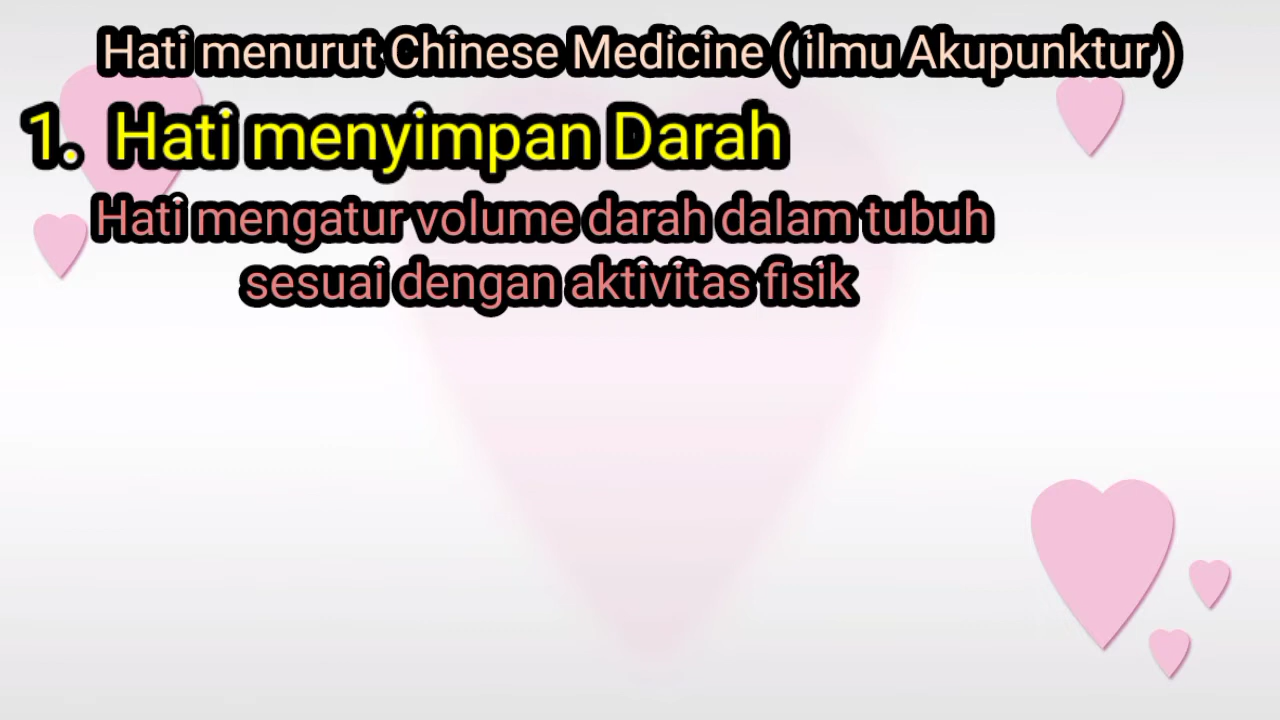 Hati menurut Chinese Medicine ( ilmu Akupunktur )
1. Hati menyimpan Darah
Hati mengatur volume darah dalam tubuh
sesuai dengan aktivitas fisik